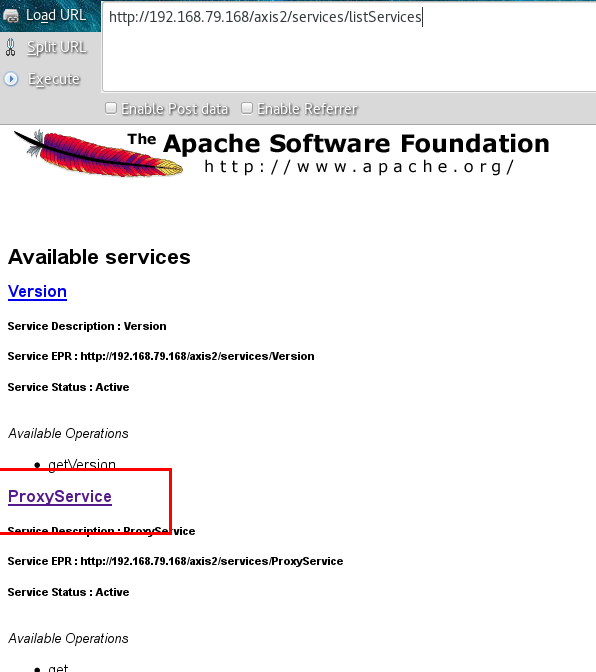 Load URL
http://192.168.79.168/axis2/services/listServices
Split URL
Execute
Enable Post data Enable Referrer
The Apache Software Foundation
http://www.apache.org/
Available services
Version
Service Description : Version
Service EPR : http://192.168.79.168/axis2/services/Version
Service Status : Active
Available Operations
• getVersion
ProxyService
Service Description : ProxyService
Service EPR : http://192.168.79.168/axis2/services/ProxyService
Service Status : Active
Available Operations
• get